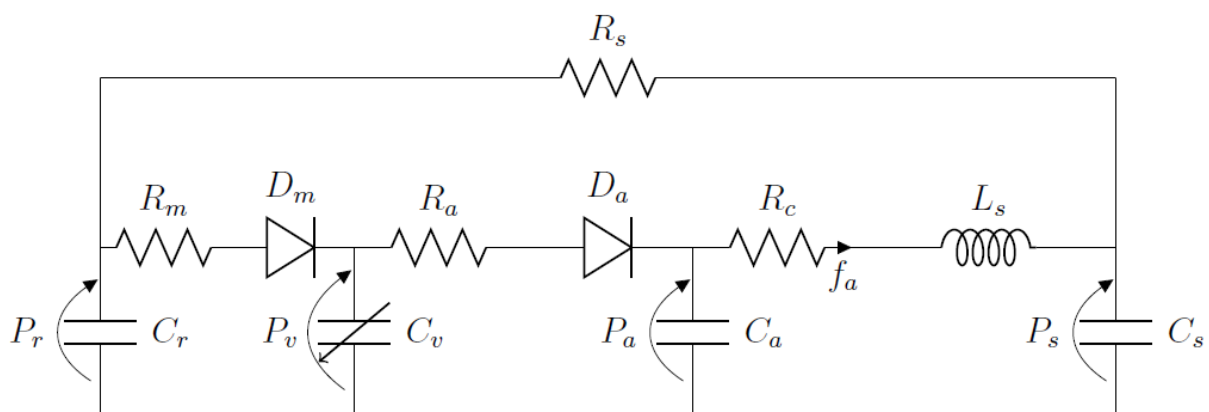 R_s
D_m
D_a
R_m
R_a
R_c
L_s
f_a
P_r
C_r
P_v
C_v
P_a
C_a
P_s
C_s